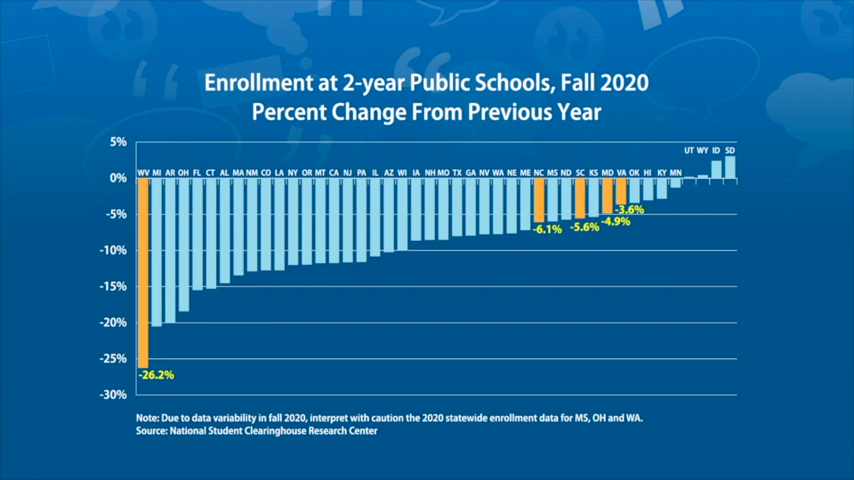 Enrollment at 2-year Public Schools, Fall 2020
Percent Change From Previous Year
5%
UT WY ID SD
0%
WV MI AR OH FL CT AL MA NM CO LA NY OR MT CA NJ PA IL AZ WI IA NH MO TX GA NV WA NE ME NC MS ND SC KS MD VA OK HI KY MN
-5%
-3.6%
-4.9%
-6.1%
-5.6%
-10%
-15%
-20%
-25%
-26.2%
-30%
Note: Due to data variability in fall 2020, interpret with caution the 2020 statewide enrollment data for MS, OH and WA.
Source: National Student Clearinghouse Research Center